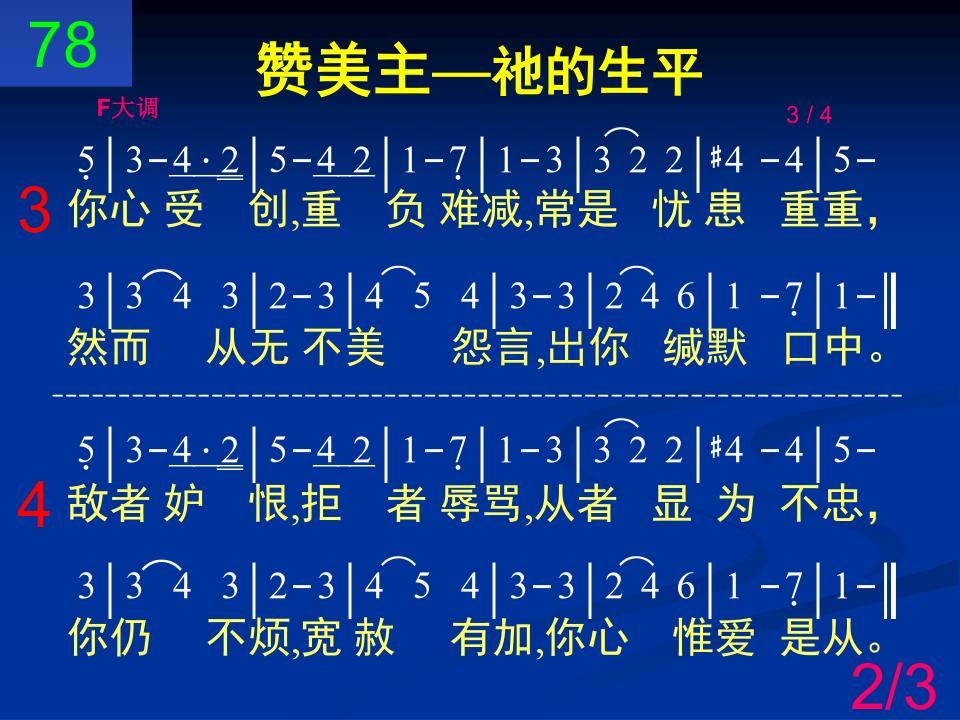 78
赞美主—祂的生平
F大调
3 / 4
5̣│3-4·2│5-4 2│1-7̣│1-3│3 2 2│♯4 -4│5-
3 你心 受 创,重 负 难减,常是 忧 患 重重，
3│3 4 3│2-3│4 5 4│3-3│2 4 6│1 -7̣│1-║
然而 从无 不美 怨言,出你 缄默 口中。
5̣│3-4·2│5-4 2│1-7̣│1-3│3 2 2│♯4 -4│5-
4 敌者 妒 恨,拒 者 辱骂,从者 显 为 不忠，
3│3 4 3│2-3│4 5 4│3-3│2 4 6│1 -7̣│1-║
你仍 不烦,宽 赦 有加,你心 惟爱 是从。
2/3